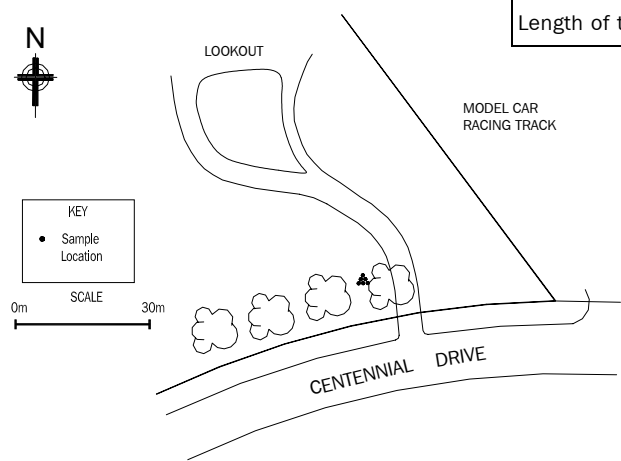 Length of t
N
LOOKOUT
MODEL CAR
RACING TRACK
KEY
Sample
Location
SCALE
0m 30m
CENTENNIAL DRIVE